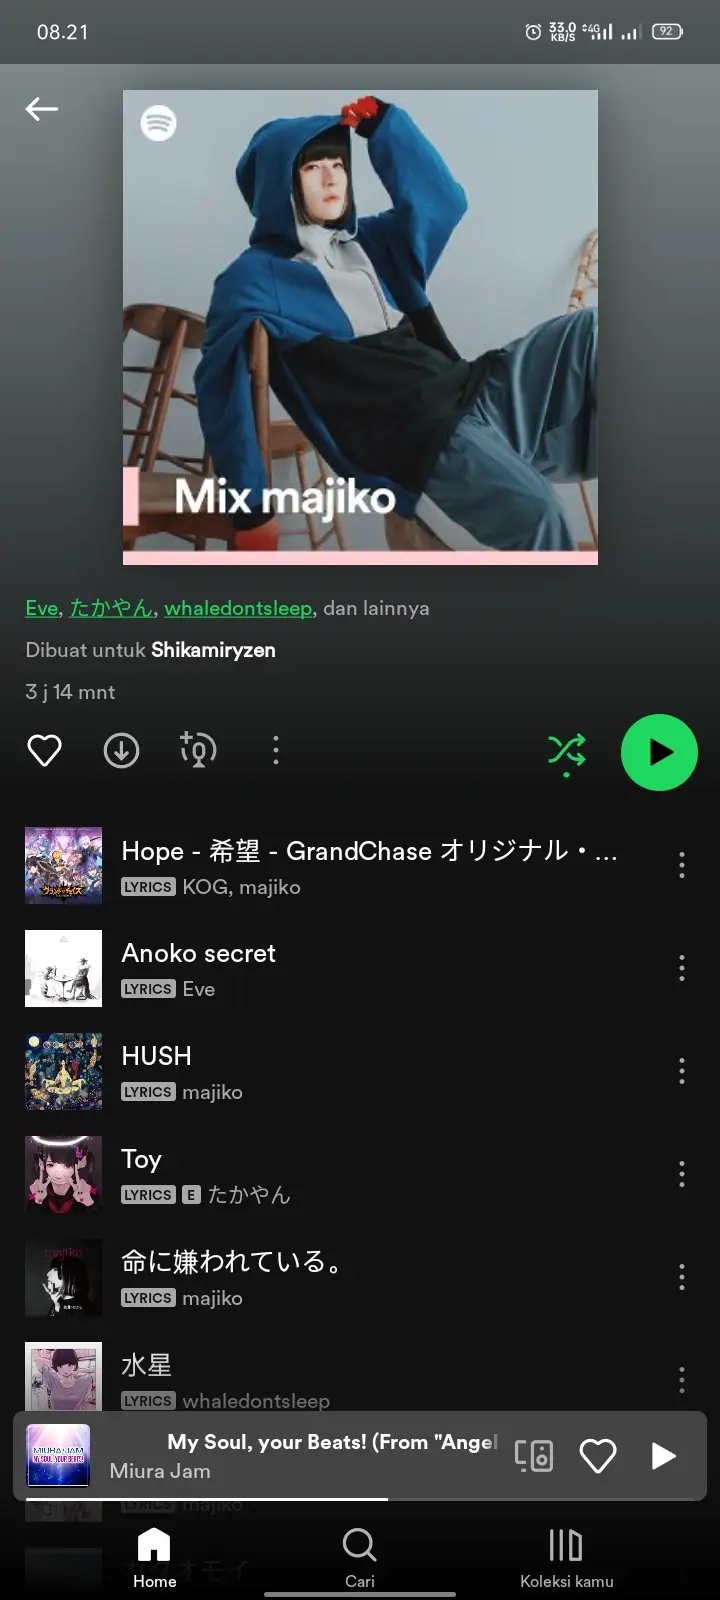 08.21
33.0
KB/S
4G
92
Mix majiko
Eve, たかやん, whaledontsleep, dan lainnya
Dibuat untuk Shikamiryzen
3 j 14 mnt
Hope - 希望 - GrandChase オリジナル・...
LYRICS KOG, majiko
Anoko secret
LYRICS Eve
HUSH
LYRICS majiko
Toy
LYRICS E たかやん
命に嫌われている。
LYRICS majiko
水星
LYRICS whaledontsleep
MIURA JAM
MY SOUL, YOUR BEATS!
My Soul, your Beats! (From "Angel
Miura Jam
LYRICS majiko
Home
Cari
Koleksi kamu